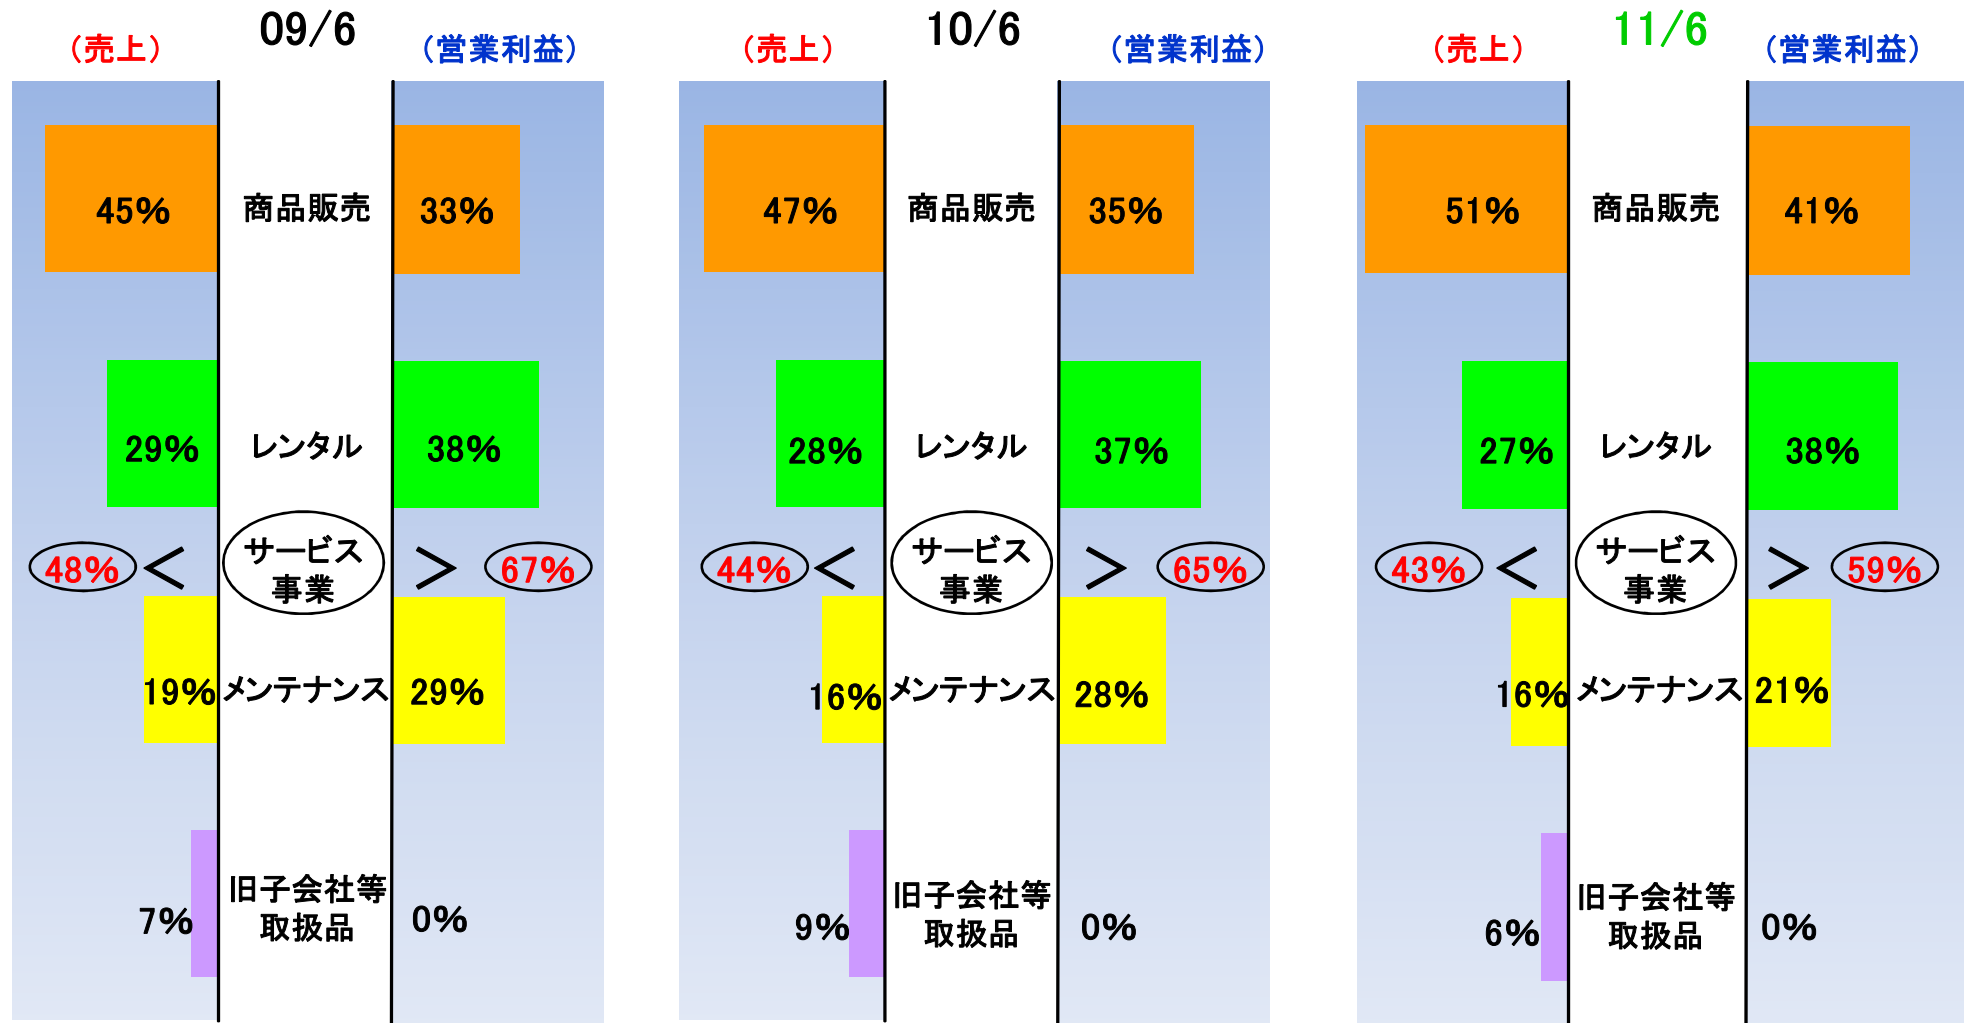 09/6
（売上）
（営業利益）
45%
商品販売
33%
29%
レンタル
38%
48%
＜
サービス
事業
＞
67%
19%
メンテナンス
29%
7%
旧子会社等
取扱品
0%
10/6
（売上）
（営業利益）
47%
商品販売
35%
28%
レンタル
37%
44%
＜
サービス
事業
＞
65%
16%
メンテナンス
28%
9%
旧子会社等
取扱品
0%
11/6
（売上）
（営業利益）
51%
商品販売
41%
27%
レンタル
38%
43%
＜
サービス
事業
＞
59%
16%
メンテナンス
21%
6%
旧子会社等
取扱品
0%